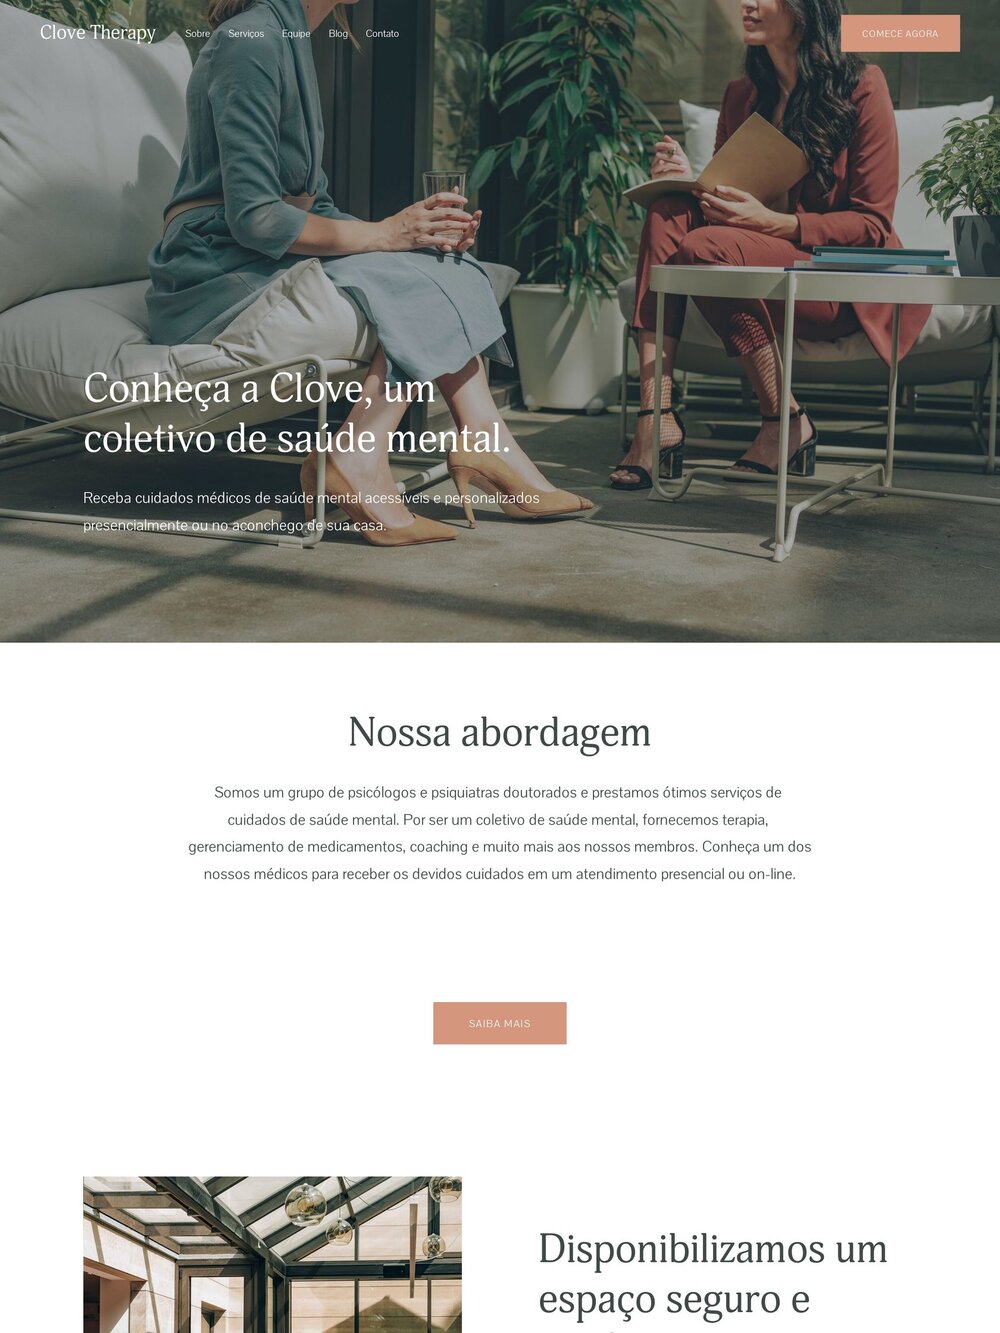 Clove Therapy
Sobre Serviços Equipe Blog Contato
COMECE AGORA
Conheça a Clove, um
coletivo de saúde mental.
Receba cuidados médicos de saúde mental acessíveis e personalizados
presencialmente ou no aconchego de sua casa.
Nossa abordagem
Somos um grupo de psicólogos e psiquiatras doutorados e prestamos ótimos serviços de
cuidados de saúde mental. Por ser um coletivo de saúde mental, fornecemos terapia,
gerenciamento de medicamentos, coaching e muito mais aos nossos membros. Conheça um dos
nossos médicos para receber os devidos cuidados em um atendimento presencial ou on-line.
SAIBA MAIS
Disponibilizamos um
espaço seguro e